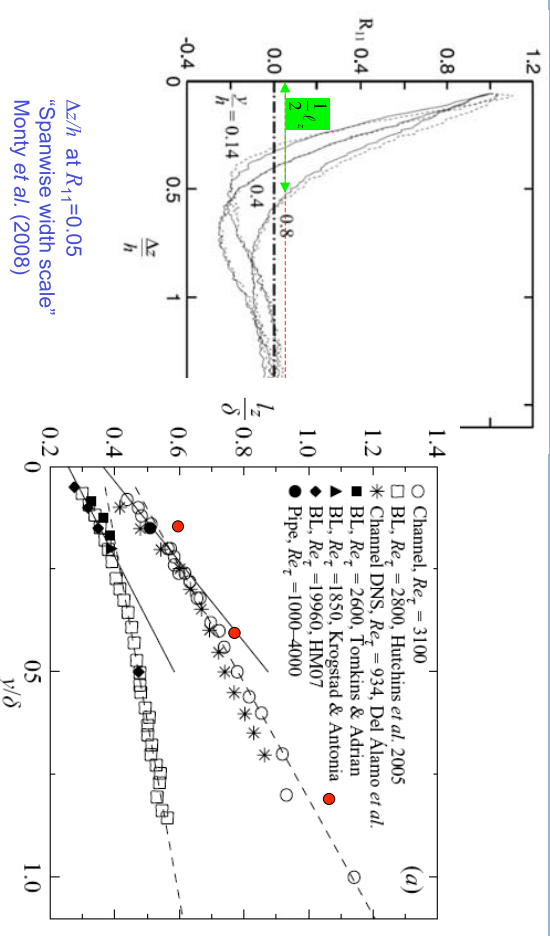 R₁₁
1.2
0.8
0.4
0.0
-0.4
0
0.5
1
Δz/h
½ ℓz
y/h = 0.14
0.4
0.8
Δz/h at R₁₁=0.05
“Spanwise width scale”
Monty et al. (2008)
(a)
Channel, Reτ = 3100
BL, Reτ = 2800, Hutchins et al. 2005
Channel DNS, Reτ = 934, Del Álamo et al.
BL, Reτ = 2600, Tomkins & Adrian
BL, Reτ =1850, Krogstad & Antonia
BL, Reτ =19960, HM07
Pipe, Reτ =1000–4000
lz/δ
1.4
1.2
1.0
0.8
0.6
0.4
0.2
0
05
1.0
y/δ